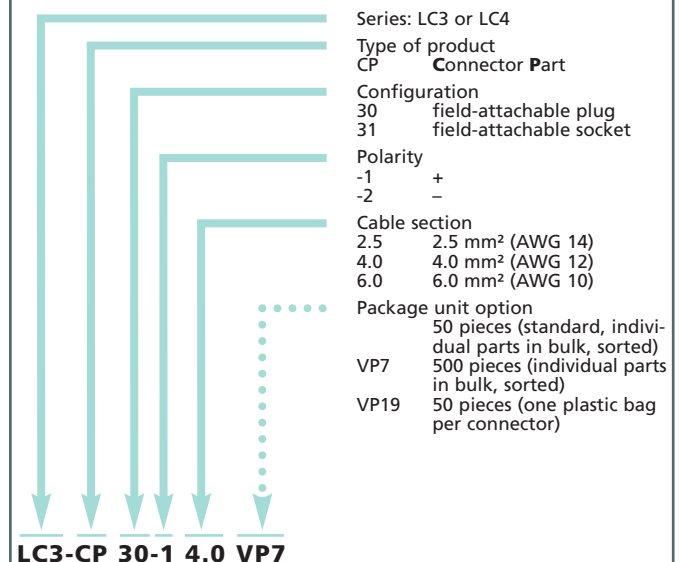 Series: LC3 or LC4
Type of product
CP Connector Part
Configuration
30 field-attachable plug
31 field-attachable socket
Polarity
-1 +
-2 –
Cable section
2.5 2.5 mm² (AWG 14)
4.0 4.0 mm² (AWG 12)
6.0 6.0 mm² (AWG 10)
Package unit option
50 pieces (standard, indivi-
dual parts in bulk, sorted)
VP7 500 pieces (individual parts
in bulk, sorted)
VP19 50 pieces (one plastic bag
per connector)
LC3-CP 30-1 4.0 VP7